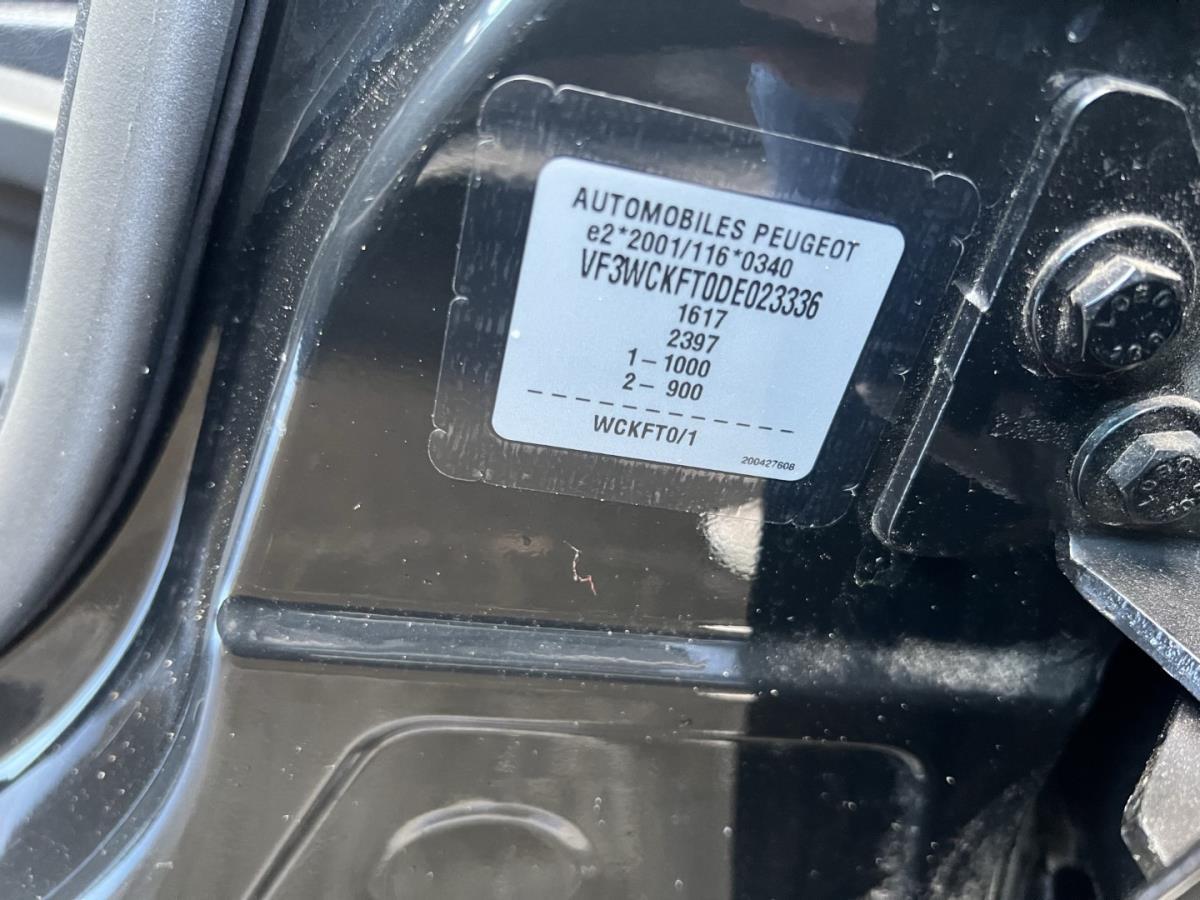 AUTOMOBILES PEUGEOT
e2*2001/116*0340
VF3WCKFT0DE023336
1617
2397
1– 1000
2– 900
WCKFT0/1
200427608